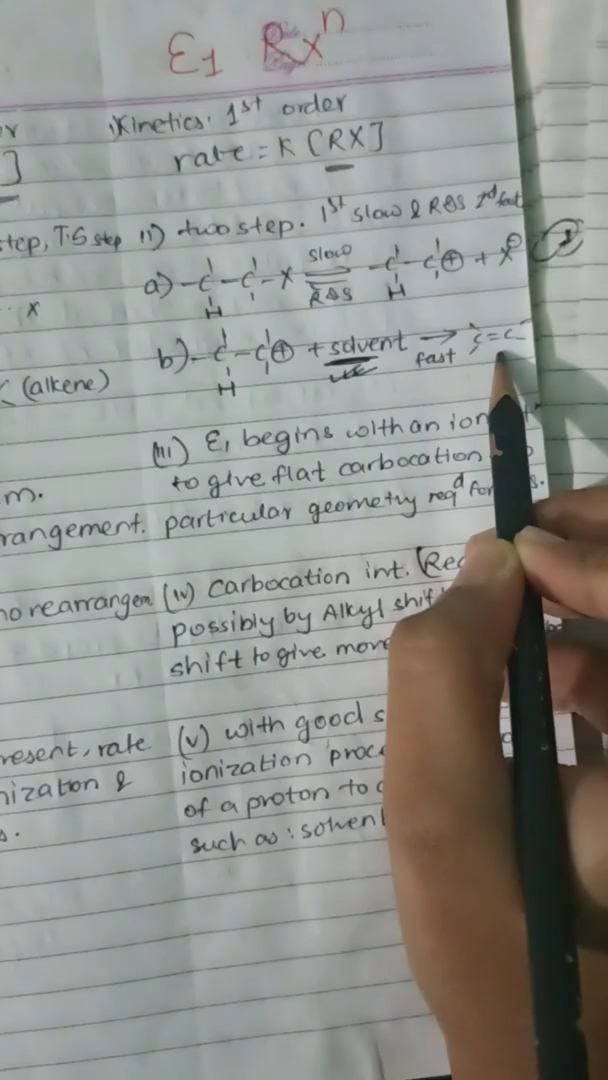 E1 Rxⁿ
i) Kinetics: 1st order
]
rate = K [RX]
step, T.S step ii) two step. 1st slow & RDS 2nd fast
a) -C-C-X slow RDS -C-C⊕ + X⊖
H H
x
b) -C-C⊕ + solvent → fast C=C
H
(alkene)
(iii) E1 begins with an ion
to give flat carbocation
m.
rangement. particular geometry reqd for
no rearrangem (iv) Carbocation int. (Re
possibly by Alkyl shif
shift to give more
resent, rate (v) with good s
nization & ionization proc
s. of a proton to
such as: solven